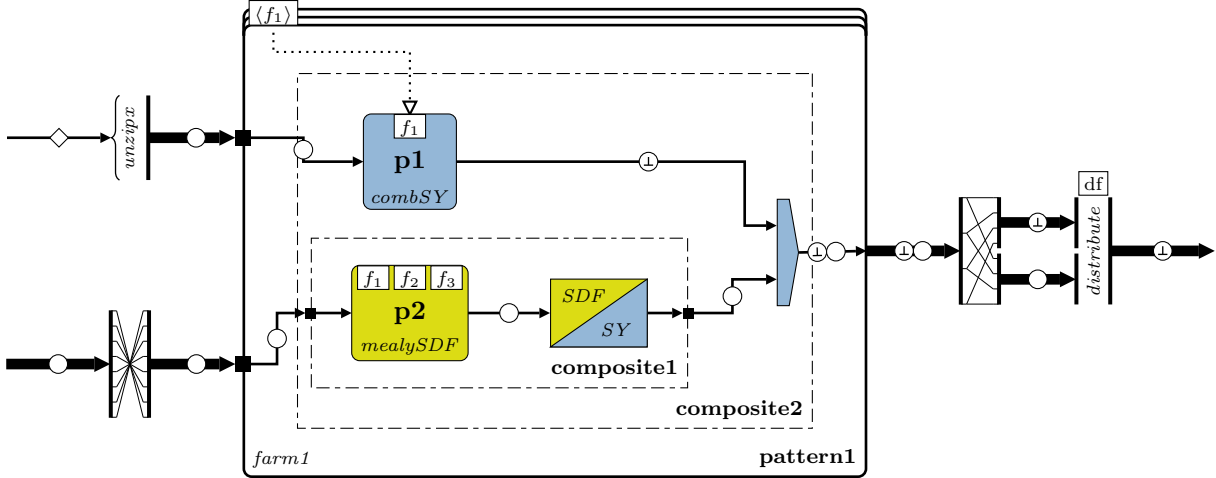 ⟨f₁⟩
unzipx
f₁
p1
combSY
df
distribute
f₁ f₂ f₃
p2
mealySDF
SDF
SY
composite1
composite2
farm1
pattern1